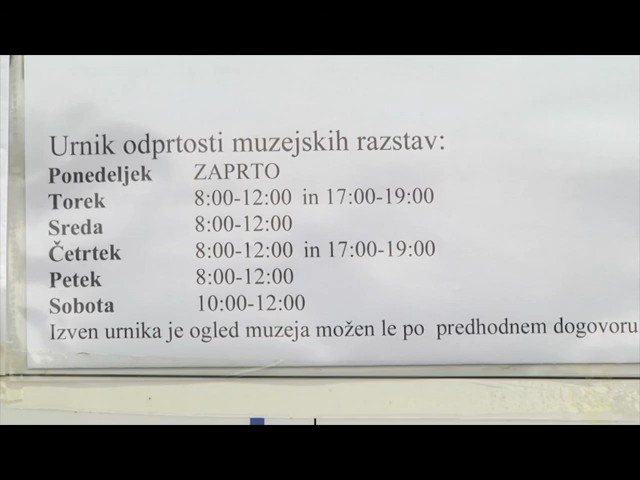 Urnik odprtosti muzejskih razstav:
Ponedeljek ZAPRTO
Torek 8:00-12:00 in 17:00-19:00
Sreda 8:00-12:00
Četrtek 8:00-12:00 in 17:00-19:00
Petek 8:00-12:00
Sobota 10:00-12:00
Izven urnika je ogled muzeja možen le po predhodnem dogovoru